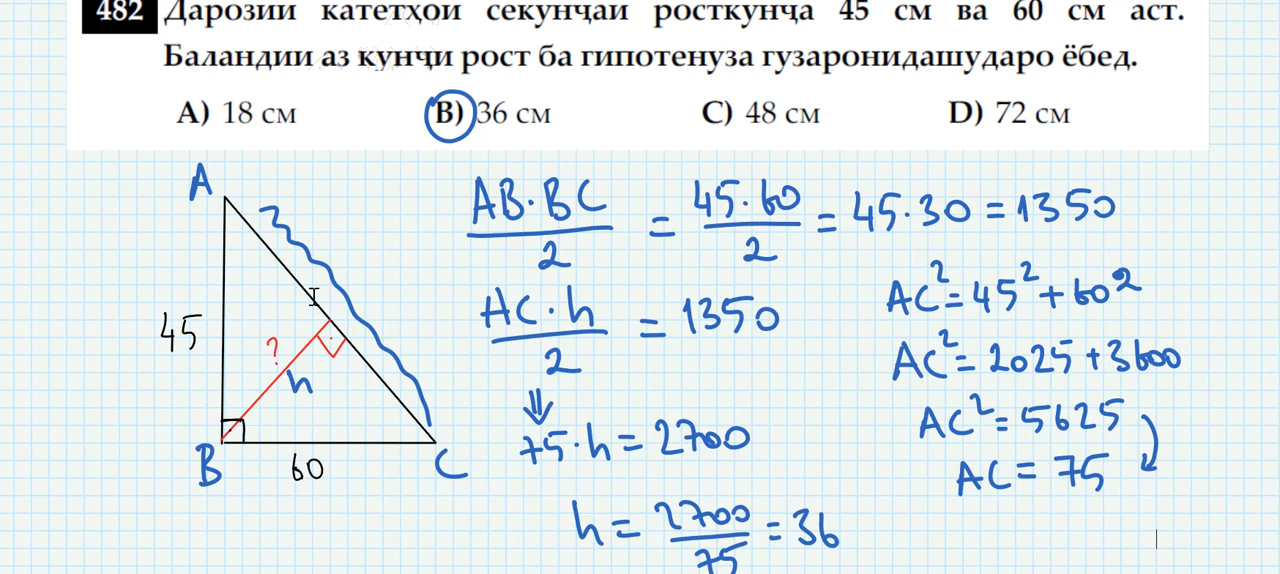 482 Дарозии катетҳои секунҷаи росткунҷа 45 см ва 60 см аст.
Баландии аз кунҷи рост ба гипотенуза гузаронидашударо ёбед.
A) 18 см B) 36 см C) 48 см D) 72 см
A
45
?
h
B
60
C
AB·BC / 2 = 45·60 / 2 = 45·30 = 1350
AC·h / 2 = 1350
75·h = 2700
h = 2700 / 75 = 36
AC² = 45² + 60²
AC² = 2025 + 3600
AC² = 5625
AC = 75